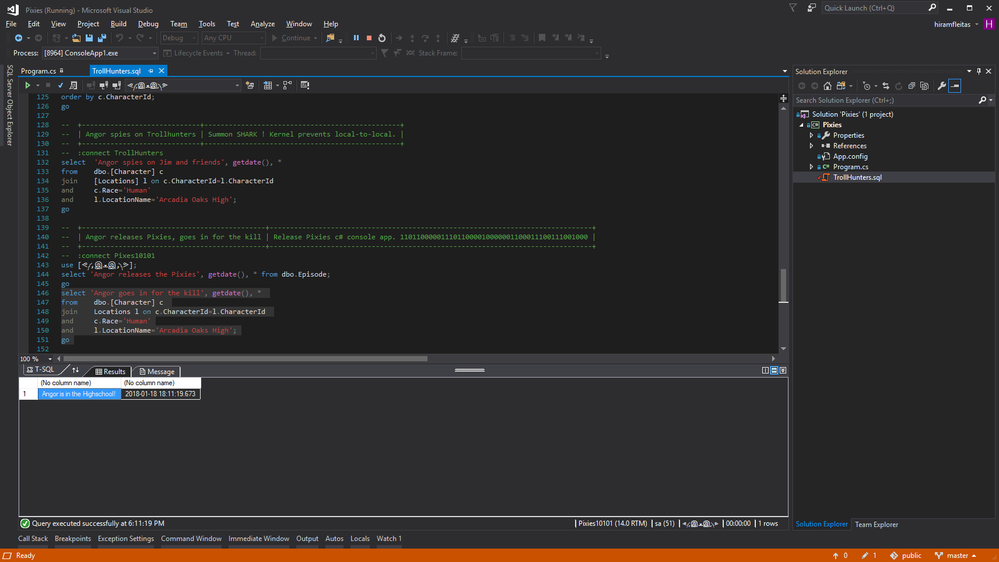 Pixies (Running) - Microsoft Visual Studio
Quick Launch (Ctrl+Q)
File Edit View Project Build Debug Team Tools Test Analyze Window Help
hiramfleitas
H
Debug Any CPU Continue
Process: [8964] ConsoleApp1.exe Lifecycle Events Thread: Stack Frame:
SQL Server Object Explorer
Program.cs TrollHunters.sql
125 order by c.CharacterId;
126 go
127
128 -- +-----------------------------+------------------------------------------------+
129 -- | Angor spies on Trollhunters | Summon SHARK ! Kernel prevents local-to-local. |
130 -- +-----------------------------+------------------------------------------------+
131 -- :connect TrollHunters
132 select 'Angor spies on Jim and friends', getdate(), *
133 from dbo.[Character] c
134 join [Locations] l on c.CharacterId=l.CharacterId
135 and c.Race='Human'
136 and l.LocationName='Arcadia Oaks High';
137 go
138
139 -- +---------------------------------------------+-------------------------------------------------------------------------------+
140 -- | Angor releases Pixies, goes in for the kill | Release Pixies c# console app. 1101100000111011000010000001100011100111001000 |
141 -- +---------------------------------------------+-------------------------------------------------------------------------------+
142 -- :connect Pixes10101
143 use [];
144 select 'Angor releases the Pixies', getdate(), * from dbo.Episode;
145 go
146 select 'Angor goes in for the kill', getdate(), *
147 from dbo.[Character] c
148 join Locations l on c.CharacterId=l.CharacterId
149 and c.Race='Human'
150 and l.LocationName='Arcadia Oaks High';
151 go
152
100 %
T-SQL Results Message
(No column name) (No column name)
1 Angor is in the Highschool! 2018-01-18 18:11:19.673
Query executed successfully at 6:11:19 PM
Pixies10101 (14.0 RTM) | sa (51) | 00:00:00 | 1 rows
Call Stack Breakpoints Exception Settings Command Window Immediate Window Output Autos Locals Watch 1
Ready
0 1 public master
Solution Explorer
Search Solution Explorer (Ctrl+;)
Solution 'Pixies' (1 project)
Pixies
Properties
References
App.config
Program.cs
TrollHunters.sql
Solution Explorer Team Explorer